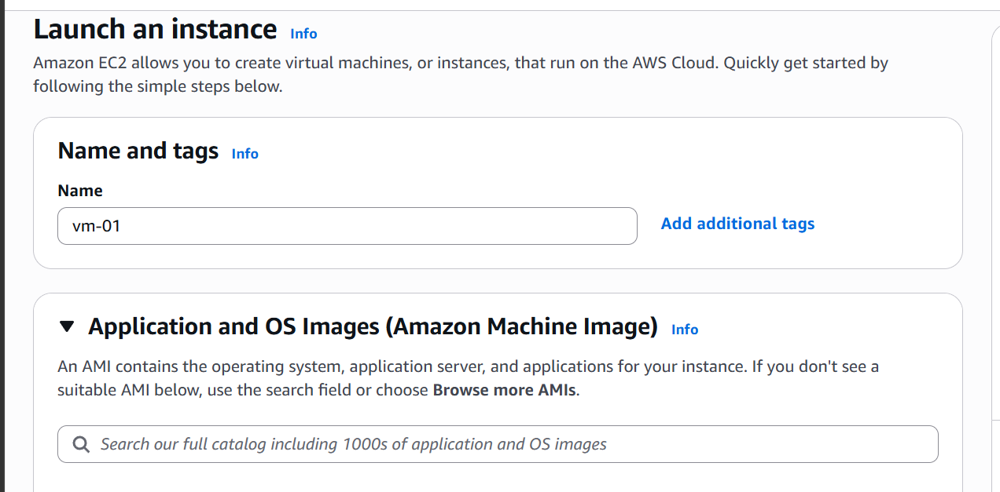 Launch an instance Info
Amazon EC2 allows you to create virtual machines, or instances, that run on the AWS Cloud. Quickly get started by
following the simple steps below.
Name and tags Info
Name
vm-01
Add additional tags
Application and OS Images (Amazon Machine Image) Info
An AMI contains the operating system, application server, and applications for your instance. If you don't see a
suitable AMI below, use the search field or choose Browse more AMIs.
Search our full catalog including 1000s of application and OS images